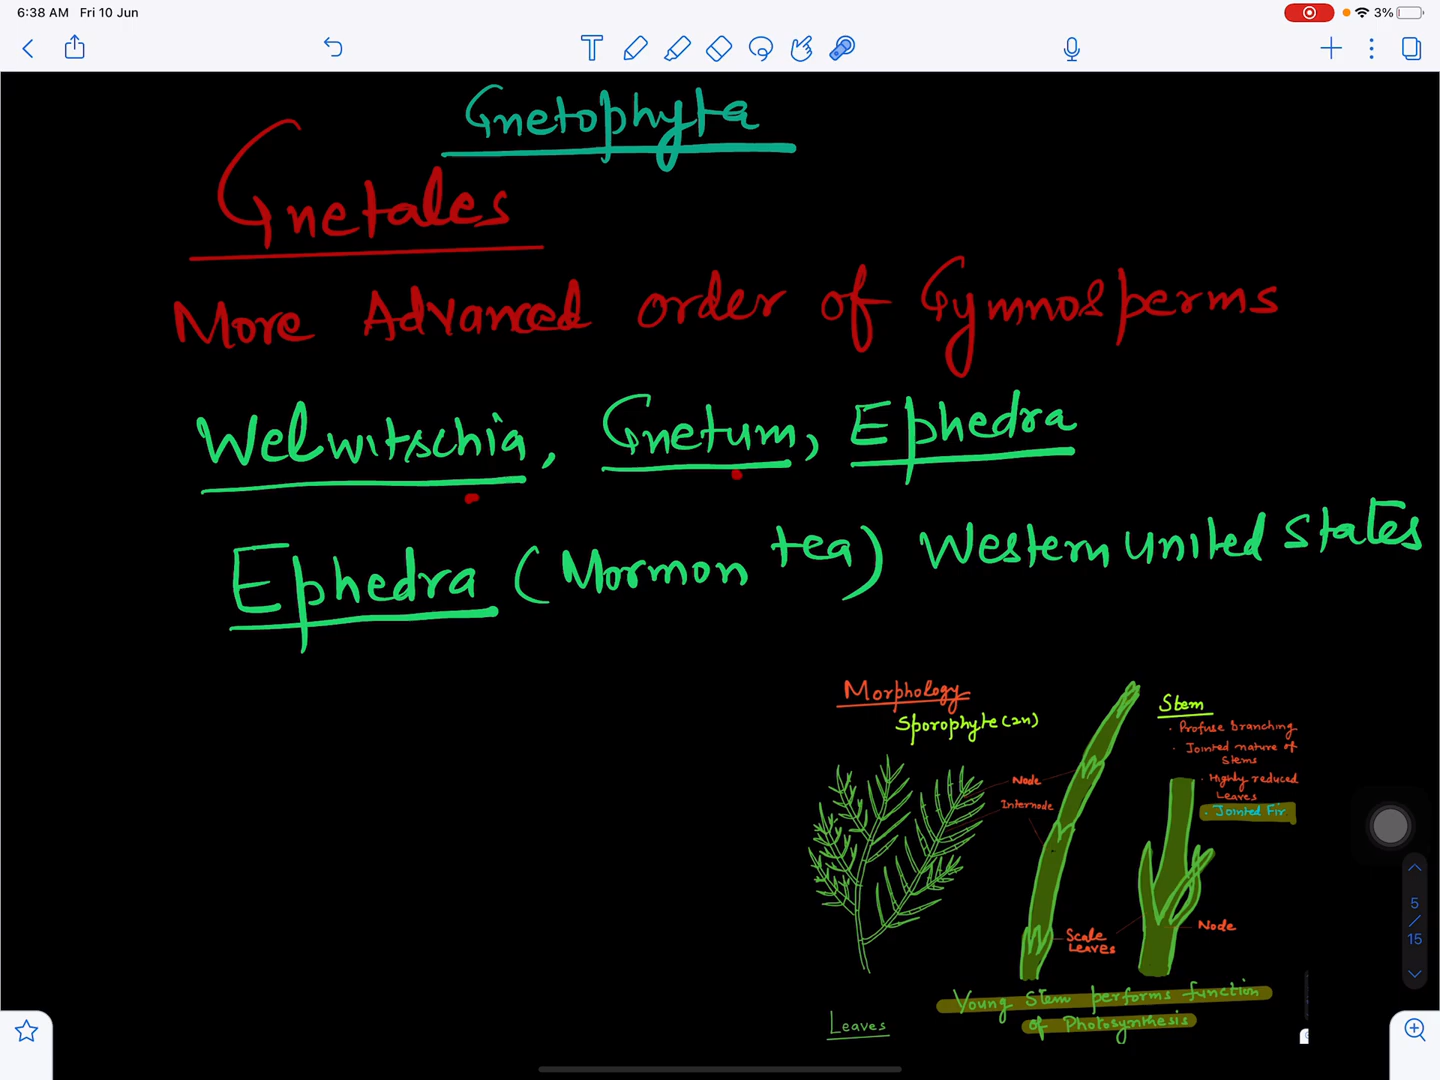 6:38 AM Fri 10 Jun
3%
Gnetophyta
Gnetales
More Advanced order of Gymnosperms
Welwitschia, Gnetum, Ephedra
Ephedra (Mormon tea) Western united states
Morphology
Sporophyte (2n)
Node
Internode
Scale
Leaves
Stem
· Profuse branching
· Jointed nature of
stems
· Highly reduced
Leaves
· Jointed Fir
Node
Young stem performs function
of Photosynthesis
Leaves
5
/
15